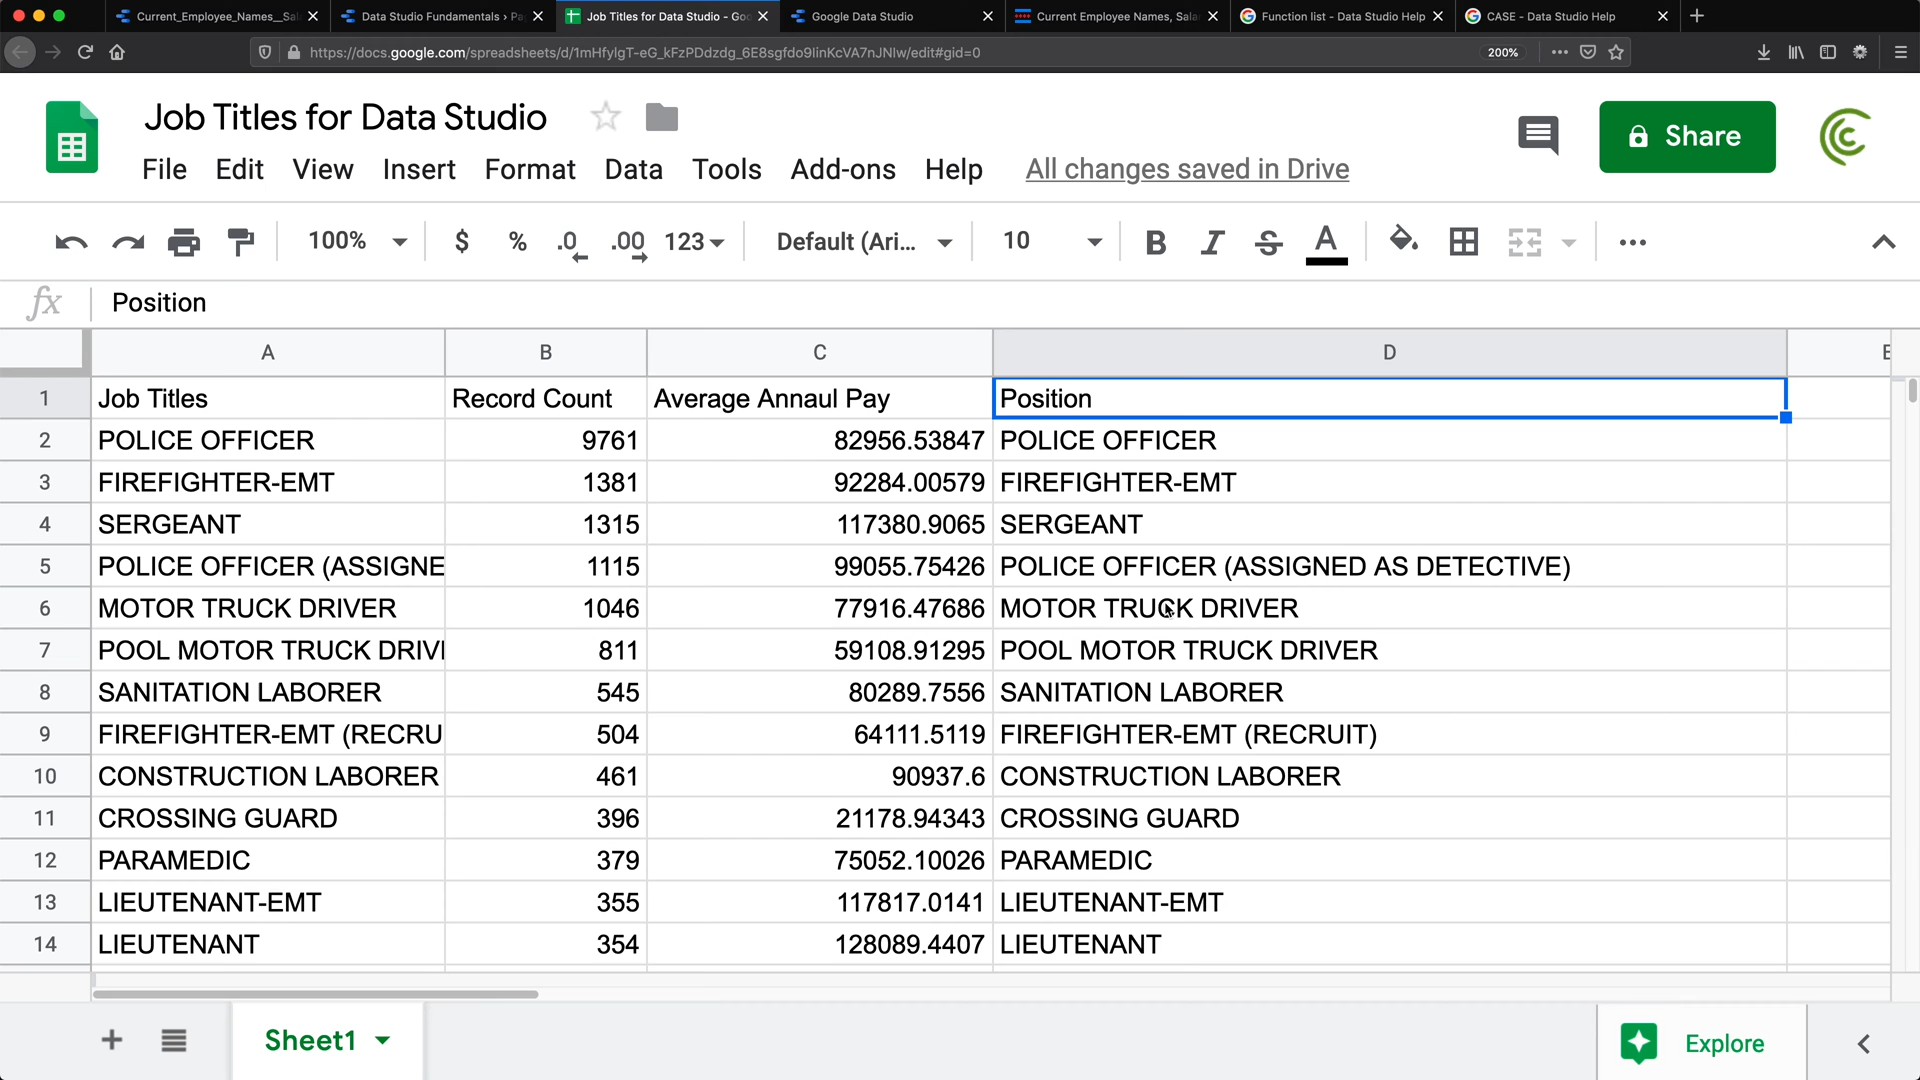 Current_Employee_Names__Sal
Data Studio Fundamentals › Pa
Job Titles for Data Studio - Goo
Google Data Studio
Current Employee Names, Sala
Function list - Data Studio Help
CASE - Data Studio Help
https://docs.google.com/spreadsheets/d/1mHfylgT-eG_kFzPDdzdg_6E8sgfdo9linKcVA7nJNlw/edit#gid=0
200%
Job Titles for Data Studio
File Edit View Insert Format Data Tools Add-ons Help All changes saved in Drive
Share
100% $ % .0 .00 123 Default (Ari... 10 B I S A
fx Position
A B C D E
1 Job Titles Record Count Average Annaul Pay Position
2 POLICE OFFICER 9761 82956.53847 POLICE OFFICER
3 FIREFIGHTER-EMT 1381 92284.00579 FIREFIGHTER-EMT
4 SERGEANT 1315 117380.9065 SERGEANT
5 POLICE OFFICER (ASSIGNE 1115 99055.75426 POLICE OFFICER (ASSIGNED AS DETECTIVE)
6 MOTOR TRUCK DRIVER 1046 77916.47686 MOTOR TRUCK DRIVER
7 POOL MOTOR TRUCK DRIVI 811 59108.91295 POOL MOTOR TRUCK DRIVER
8 SANITATION LABORER 545 80289.7556 SANITATION LABORER
9 FIREFIGHTER-EMT (RECRU 504 64111.5119 FIREFIGHTER-EMT (RECRUIT)
10 CONSTRUCTION LABORER 461 90937.6 CONSTRUCTION LABORER
11 CROSSING GUARD 396 21178.94343 CROSSING GUARD
12 PARAMEDIC 379 75052.10026 PARAMEDIC
13 LIEUTENANT-EMT 355 117817.0141 LIEUTENANT-EMT
14 LIEUTENANT 354 128089.4407 LIEUTENANT
Sheet1
Explore